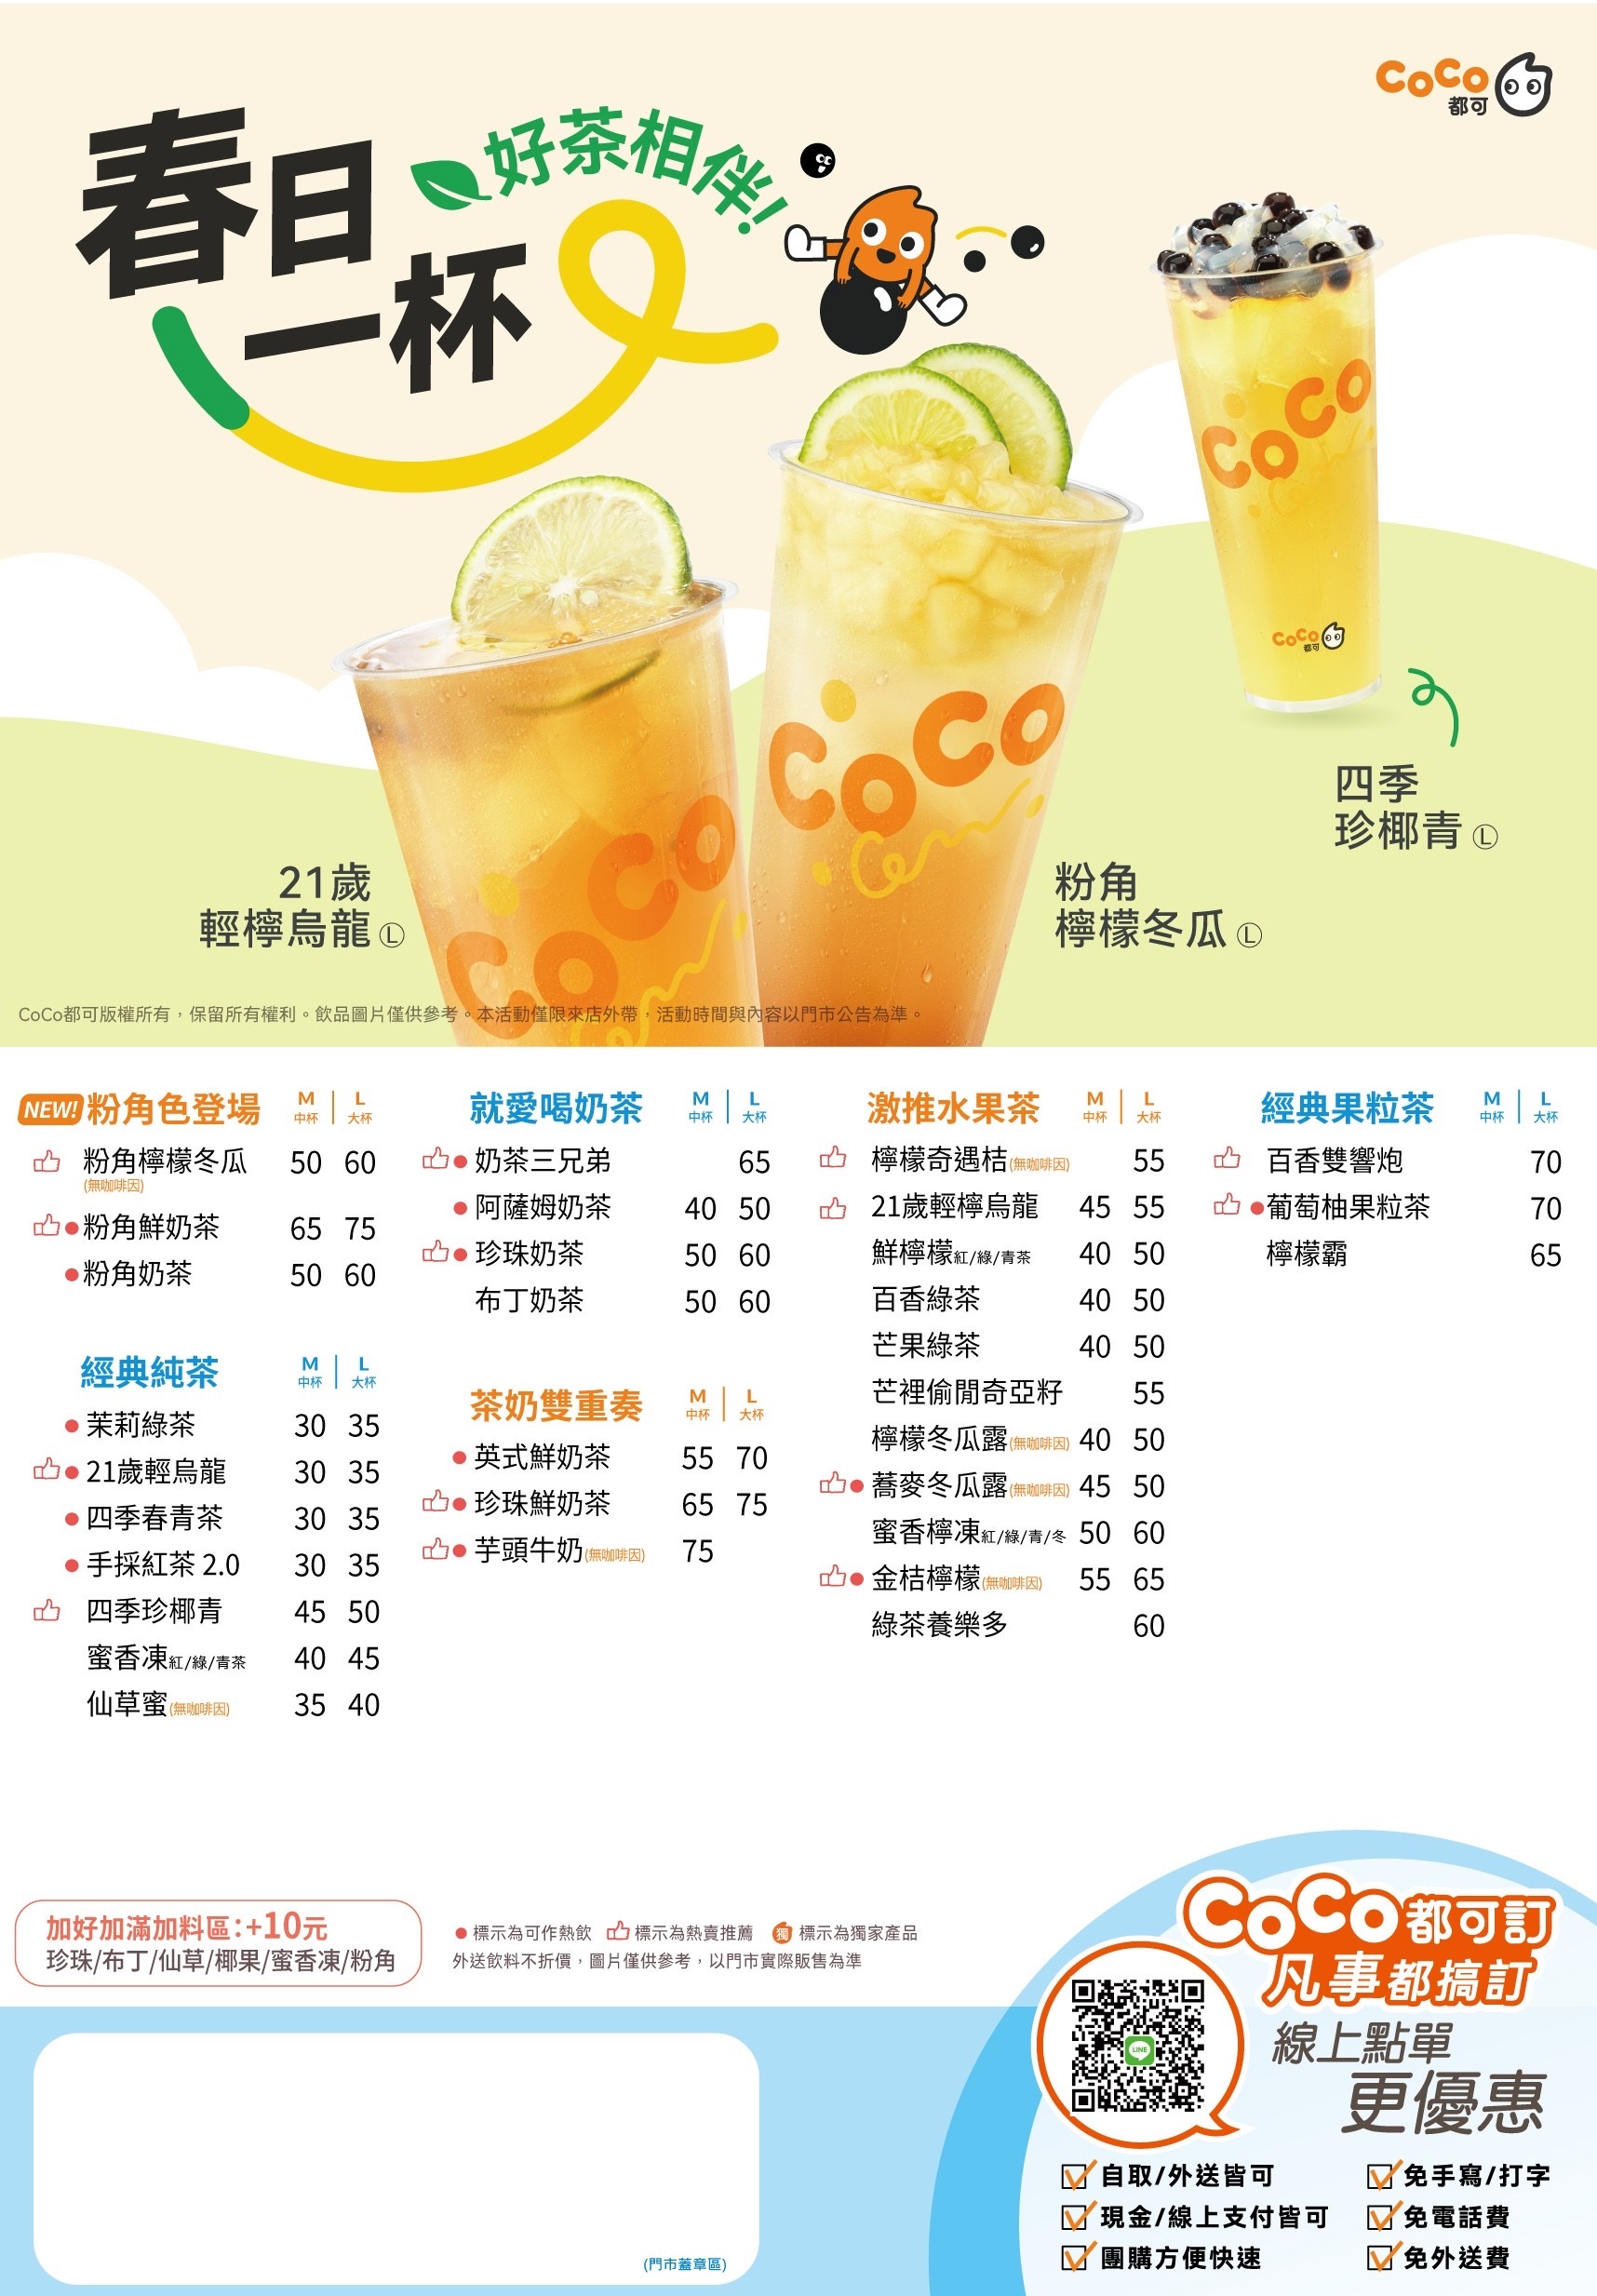 CoCo
都可
春日
一杯
好茶相伴!
CoCo
CoCo
都可
CoCo
CoCo
四季
珍椰青 Ⓛ
21歲
輕檸烏龍 Ⓛ
粉角
檸檬冬瓜 Ⓛ
CoCo都可版權所有，保留所有權利。飲品圖片僅供參考。本活動僅限來店外帶，活動時間與內容以門市公告為準。
NEW! 粉角色登場 M 中杯 L 大杯
粉角檸檬冬瓜 50 60
(無咖啡因)
粉角鮮奶茶 65 75
粉角奶茶 50 60
經典純茶 M 中杯 L 大杯
茉莉綠茶 30 35
21歲輕烏龍 30 35
四季春青茶 30 35
手採紅茶 2.0 30 35
四季珍椰青 45 50
蜜香凍紅/綠/青茶 40 45
仙草蜜(無咖啡因) 35 40
就愛喝奶茶 M 中杯 L 大杯
奶茶三兄弟 65
阿薩姆奶茶 40 50
珍珠奶茶 50 60
布丁奶茶 50 60
茶奶雙重奏 M 中杯 L 大杯
英式鮮奶茶 55 70
珍珠鮮奶茶 65 75
芋頭牛奶(無咖啡因) 75
激推水果茶 M 中杯 L 大杯
檸檬奇遇桔(無咖啡因) 55
21歲輕檸烏龍 45 55
鮮檸檬紅/綠/青茶 40 50
百香綠茶 40 50
芒果綠茶 40 50
芒裡偷閒奇亞籽 55
檸檬冬瓜露(無咖啡因) 40 50
蕎麥冬瓜露(無咖啡因) 45 50
蜜香檸凍紅/綠/青/冬 50 60
金桔檸檬(無咖啡因) 55 65
綠茶養樂多 60
經典果粒茶 M 中杯 L 大杯
百香雙響炮 70
葡萄柚果粒茶 70
檸檬霸 65
加好加滿加料區:+10元
珍珠/布丁/仙草/椰果/蜜香凍/粉角
標示為可作熱飲 標示為熱賣推薦 獨 標示為獨家產品
外送飲料不折價，圖片僅供參考，以門市實際販售為準
(門市蓋章區)
CoCo都可訂
凡事都搞訂
LINE
線上點單
更優惠
自取/外送皆可
現金/線上支付皆可
團購方便快速
免手寫/打字
免電話費
免外送費